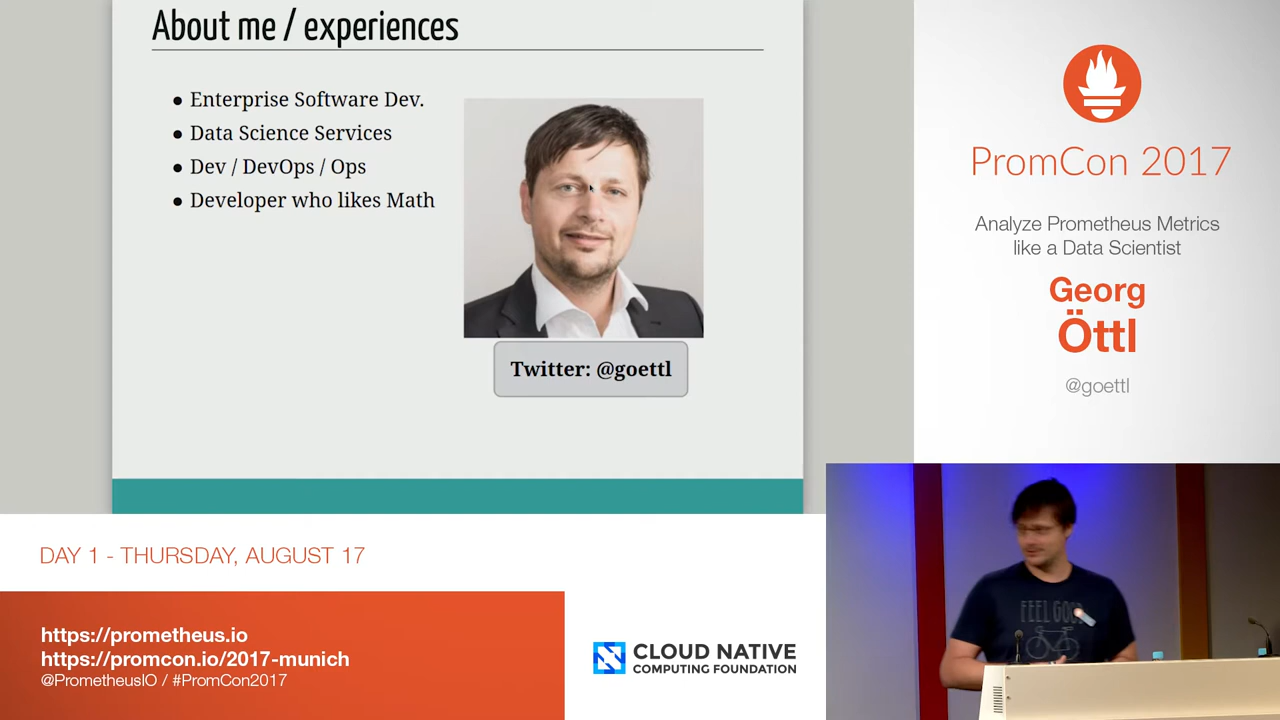 About me / experiences
● Enterprise Software Dev.
● Data Science Services
● Dev / DevOps / Ops
● Developer who likes Math
Twitter: @goettl
PromCon 2017
Analyze Prometheus Metrics
like a Data Scientist
Georg
Öttl
@goettl
DAY 1 - THURSDAY, AUGUST 17
https://prometheus.io
https://promcon.io/2017-munich
@PrometheusIO / #PromCon2017
CLOUD NATIVE
COMPUTING FOUNDATION
FEEL GOOD